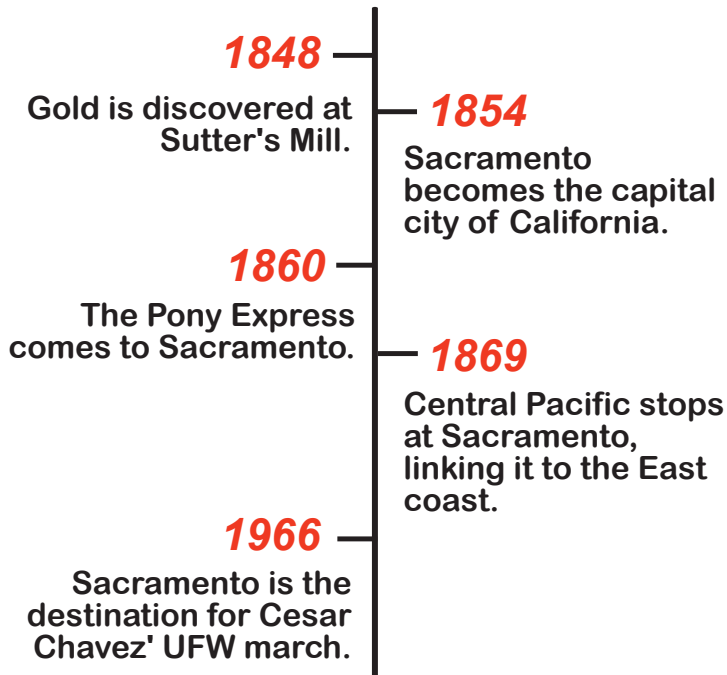 1848
Gold is discovered at
Sutter's Mill.
1854
Sacramento
becomes the capital
city of California.
1860
The Pony Express
comes to Sacramento.
1869
Central Pacific stops
at Sacramento,
linking it to the East
coast.
1966
Sacramento is the
destination for Cesar
Chavez' UFW march.